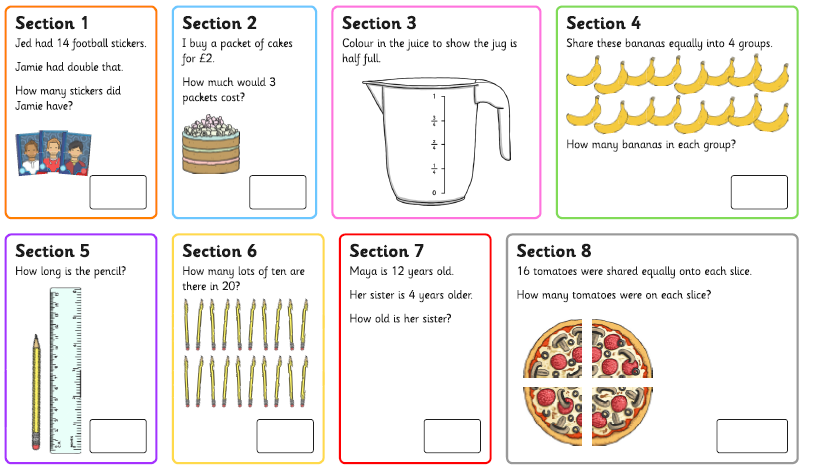 Section 1
Jed had 14 football stickers.
Jamie had double that.
How many stickers did
Jamie have?
Section 2
I buy a packet of cakes
for £2.
How much would 3
packets cost?
Section 3
Colour in the juice to show the jug is
half full.
1
3/4
2/4
1/4
0
Section 4
Share these bananas equally into 4 groups.
How many bananas in each group?
Section 5
How long is the pencil?
Section 6
How many lots of ten are
there in 20?
Section 7
Maya is 12 years old.
Her sister is 4 years older.
How old is her sister?
Section 8
16 tomatoes were shared equally onto each slice.
How many tomatoes were on each slice?